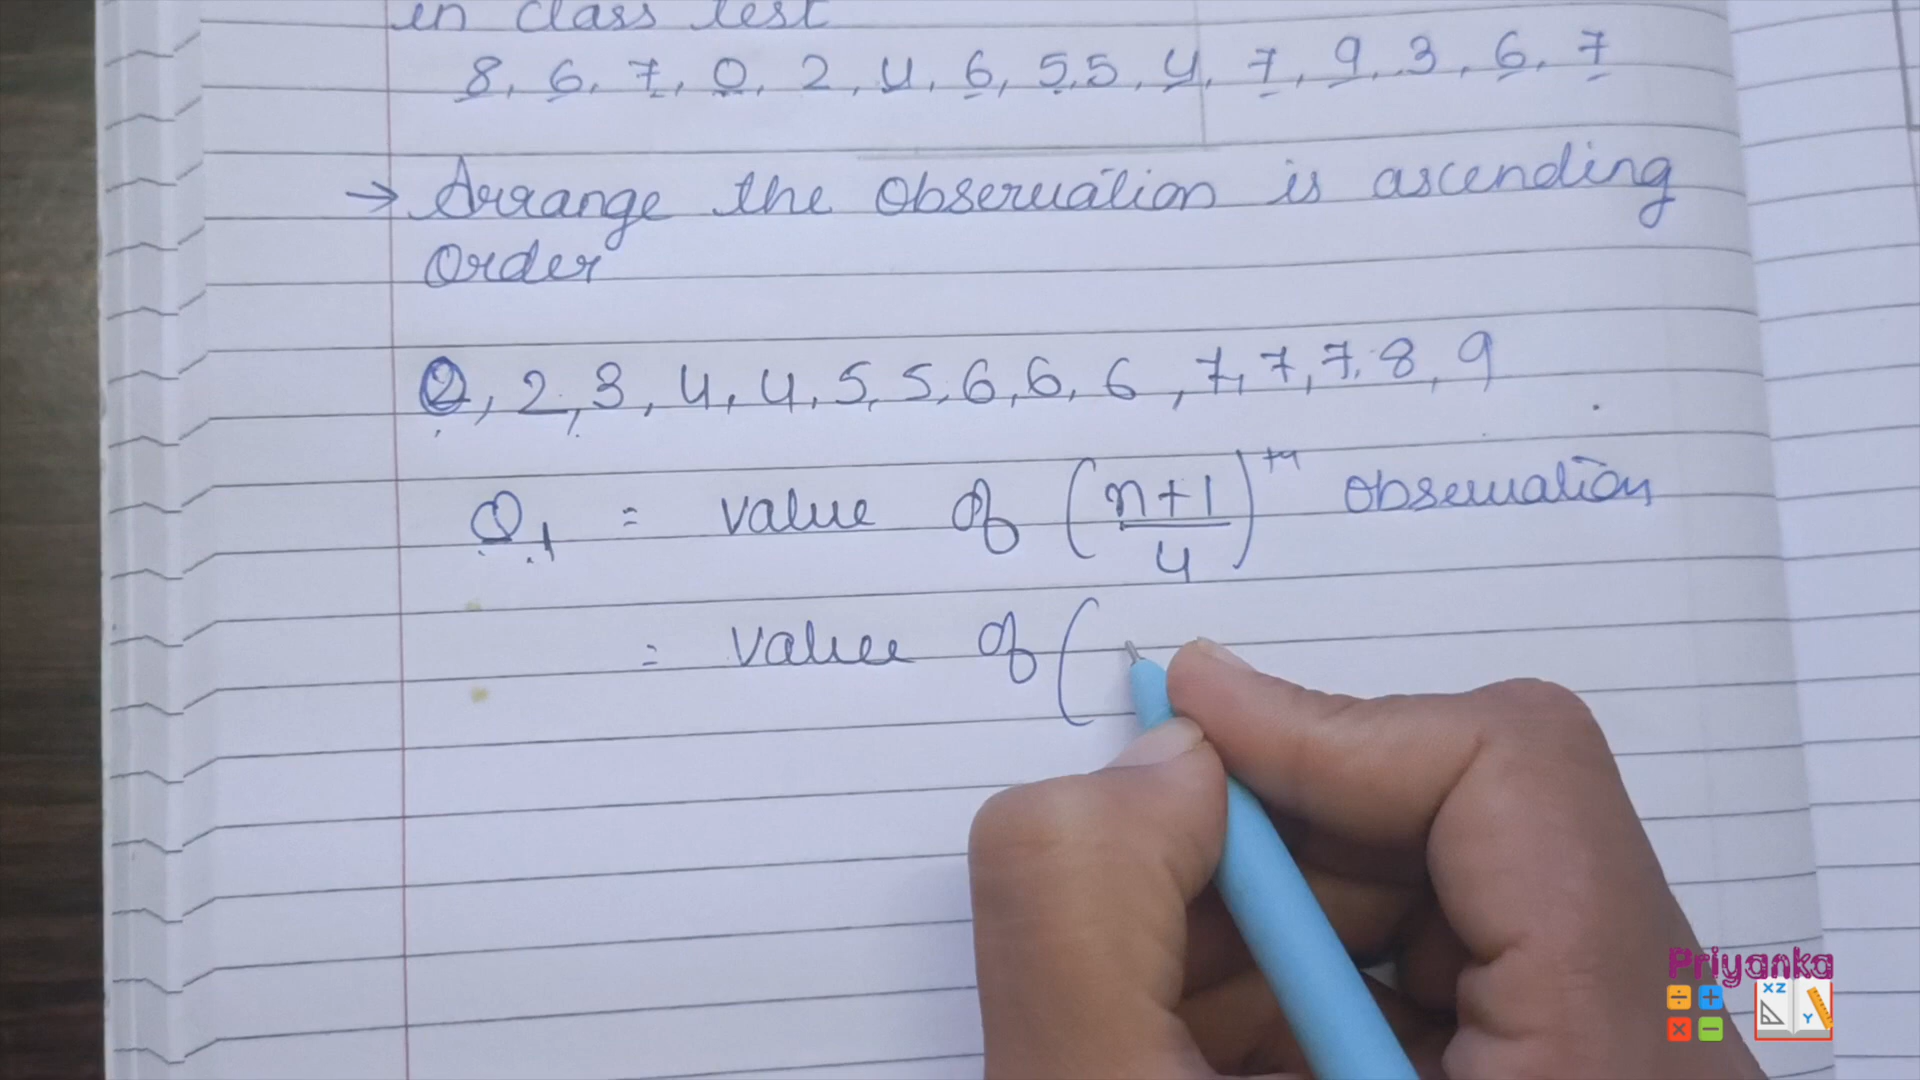 in class test
8, 6, 7, 0, 2, 4, 6, 5, 5, 4, 7, 9, 3, 6, 7
→ Arrange the observation is ascending
order
0, 2, 3, 4, 4, 5, 5, 6, 6, 6, 7, 7, 7, 8, 9
Q1 = value of (n+1/4)th observation
= value of (
Priyanka
XZ
Y